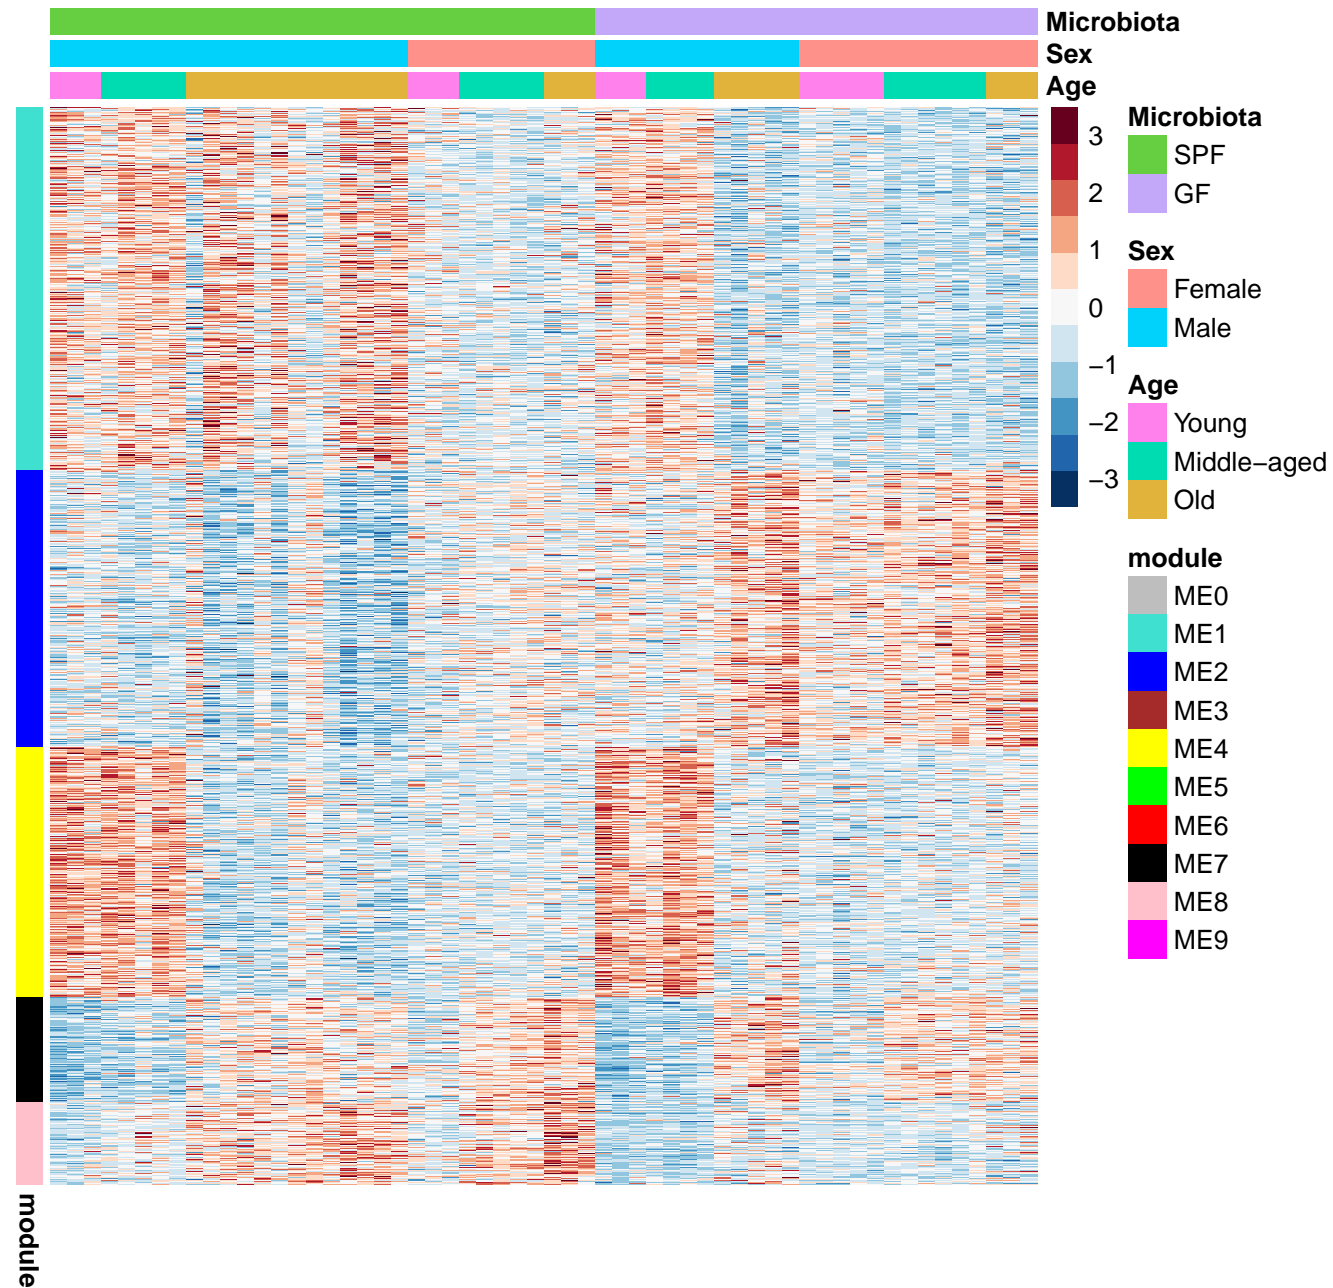 Microbiota
Sex
Age
3
2
1
0
−1
−2
−3
Microbiota
SPF
GF
Sex
Female
Male
Age
Young
Middle−aged
Old
module
ME0
ME1
ME2
ME3
ME4
ME5
ME6
ME7
ME8
ME9
module